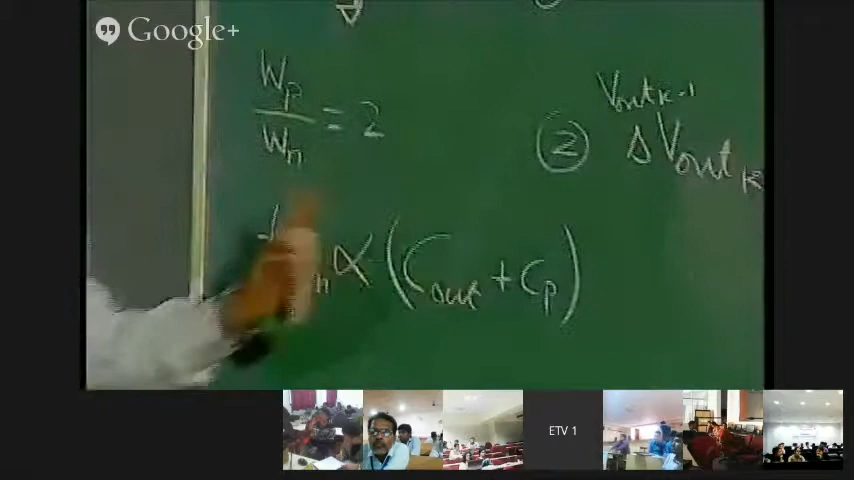 Google+
Wp
Wn
= 2
Voutk-1
2
ΔVoutk
n ∝ (Cout + Cp)
ETV 1